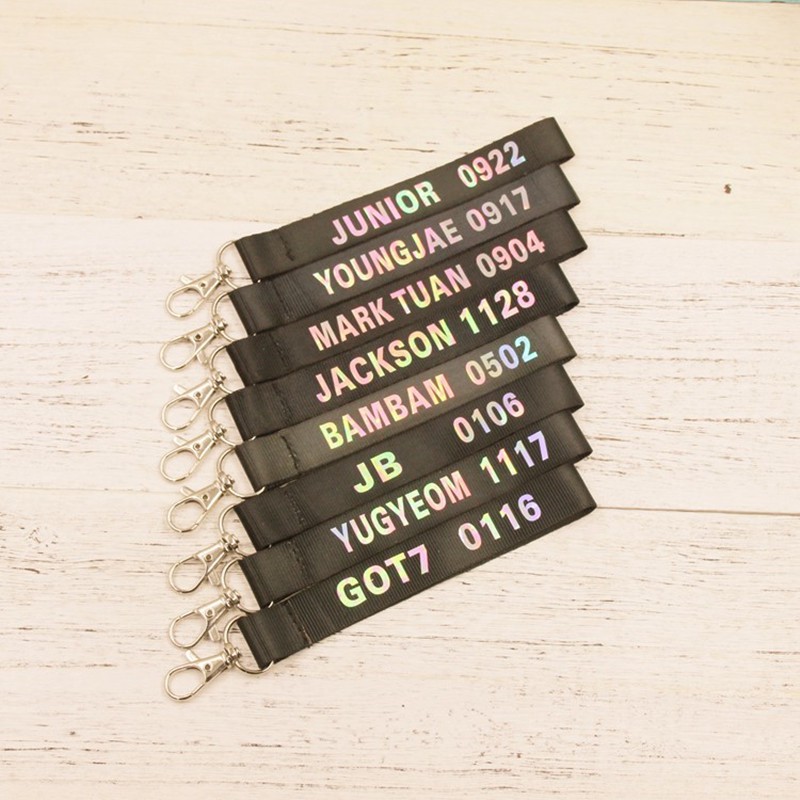 JUNIOR 0922
YOUNGJAE 0917
MARK TUAN 0904
JACKSON 1128
BAMBAM 0502
JB 0106
YUGYEOM 1117
GOT7 0116